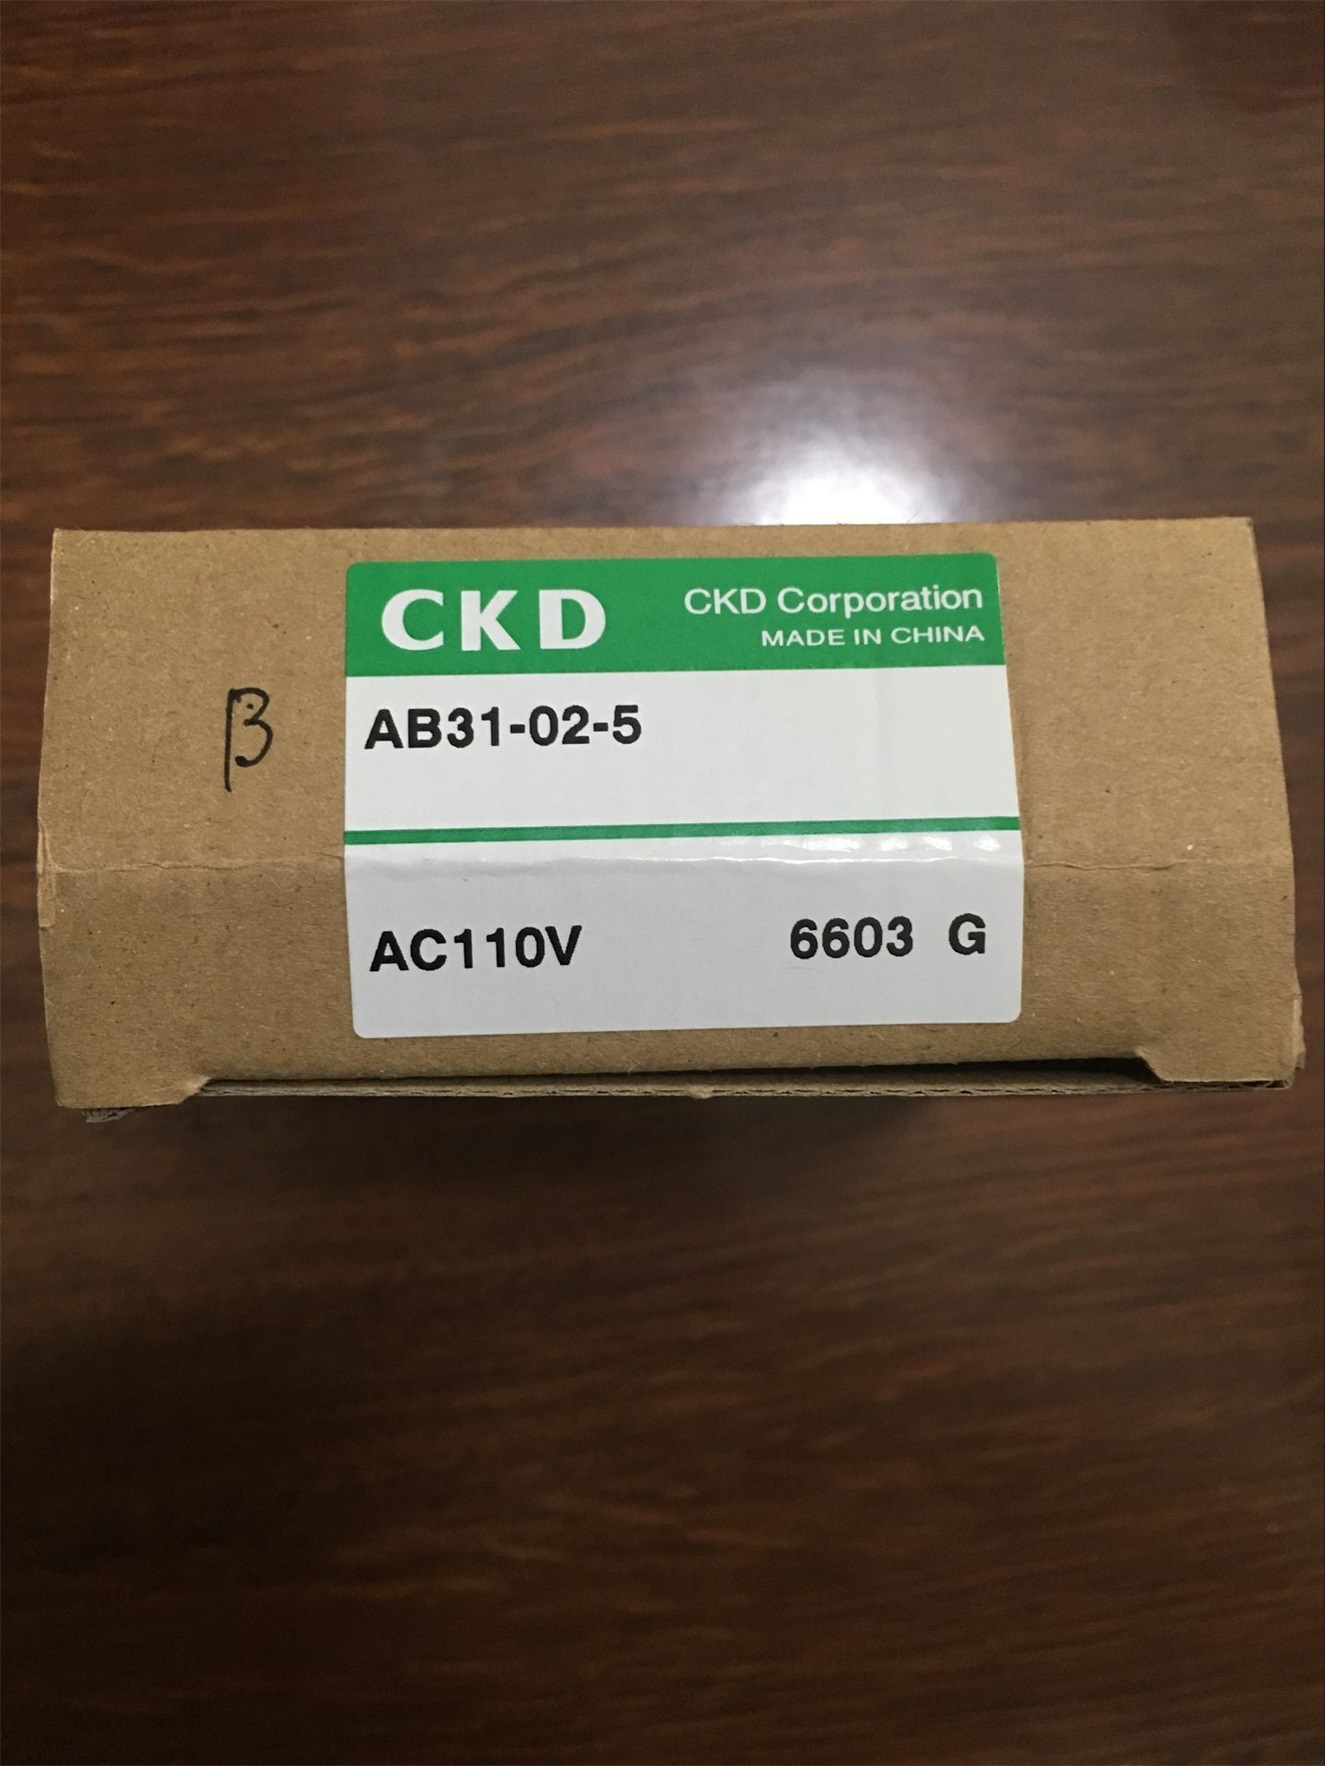 CKD
CKD Corporation
MADE IN CHINA
β
AB31-02-5
AC110V
6603 G